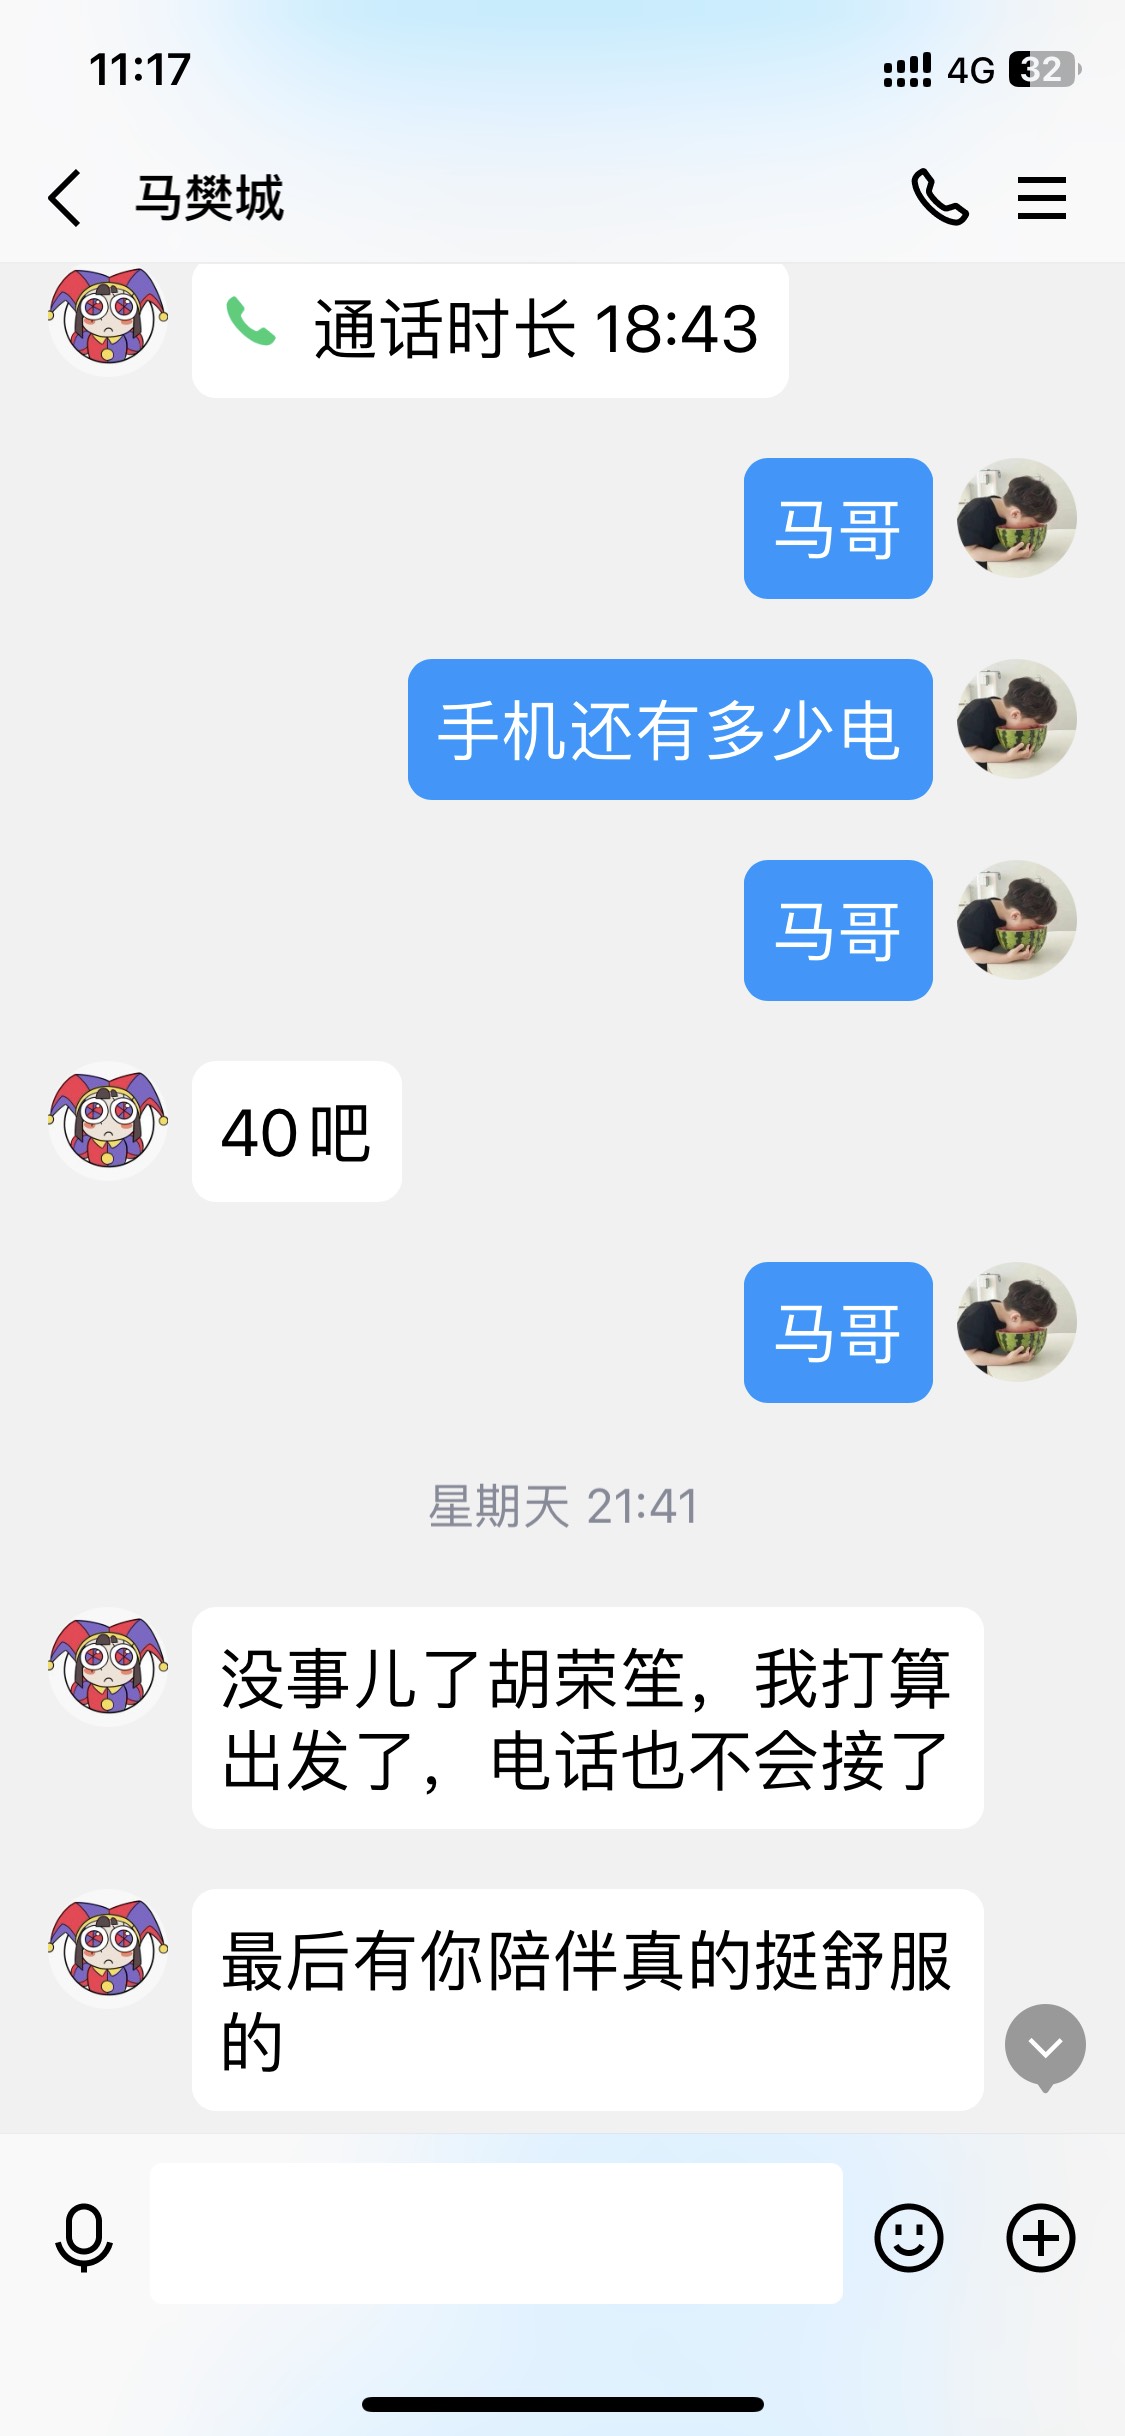 11:17
4G 32
马樊城
通话时长 18:43
马哥
手机还有多少电
马哥
40吧
马哥
星期天 21:41
没事儿了胡荣笙，我打算
出发了，电话也不会接了
最后有你陪伴真的挺舒服
的